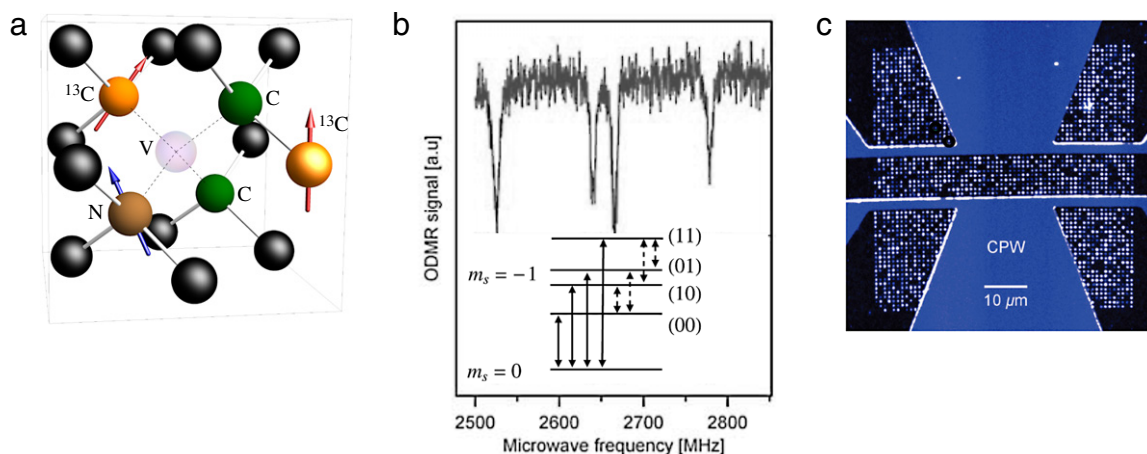 a
¹³C
C
¹³C
V
N
C
b
ODMR signal [a.u]
(11)
(01)
mₛ = −1
(10)
(00)
mₛ = 0
2500 2600 2700 2800
Microwave frequency [MHz]
c
CPW
10 µm